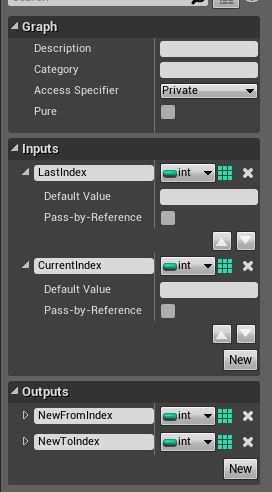 Search
Graph
Description
Category
Access Specifier Private
Pure
Inputs
LastIndex int
Default Value
Pass-by-Reference
CurrentIndex int
Default Value
Pass-by-Reference
New
Outputs
NewFromIndex int
NewToIndex int
New